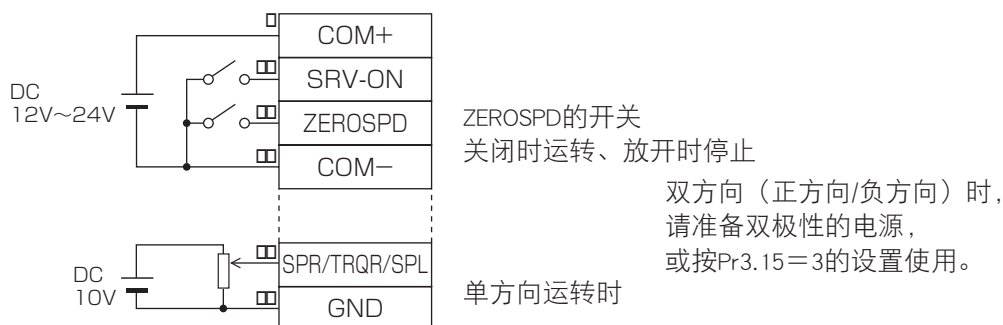 COM+
SRV-ON
DC
12V～24V
ZEROSPD
COM−
ZEROSPD的开关
关闭时运转、放开时停止
双方向（正方向/负方向）时，
请准备双极性的电源，
或按Pr3.15＝3的设置使用。
SPR/TRQR/SPL
DC
10V
GND
单方向运转时